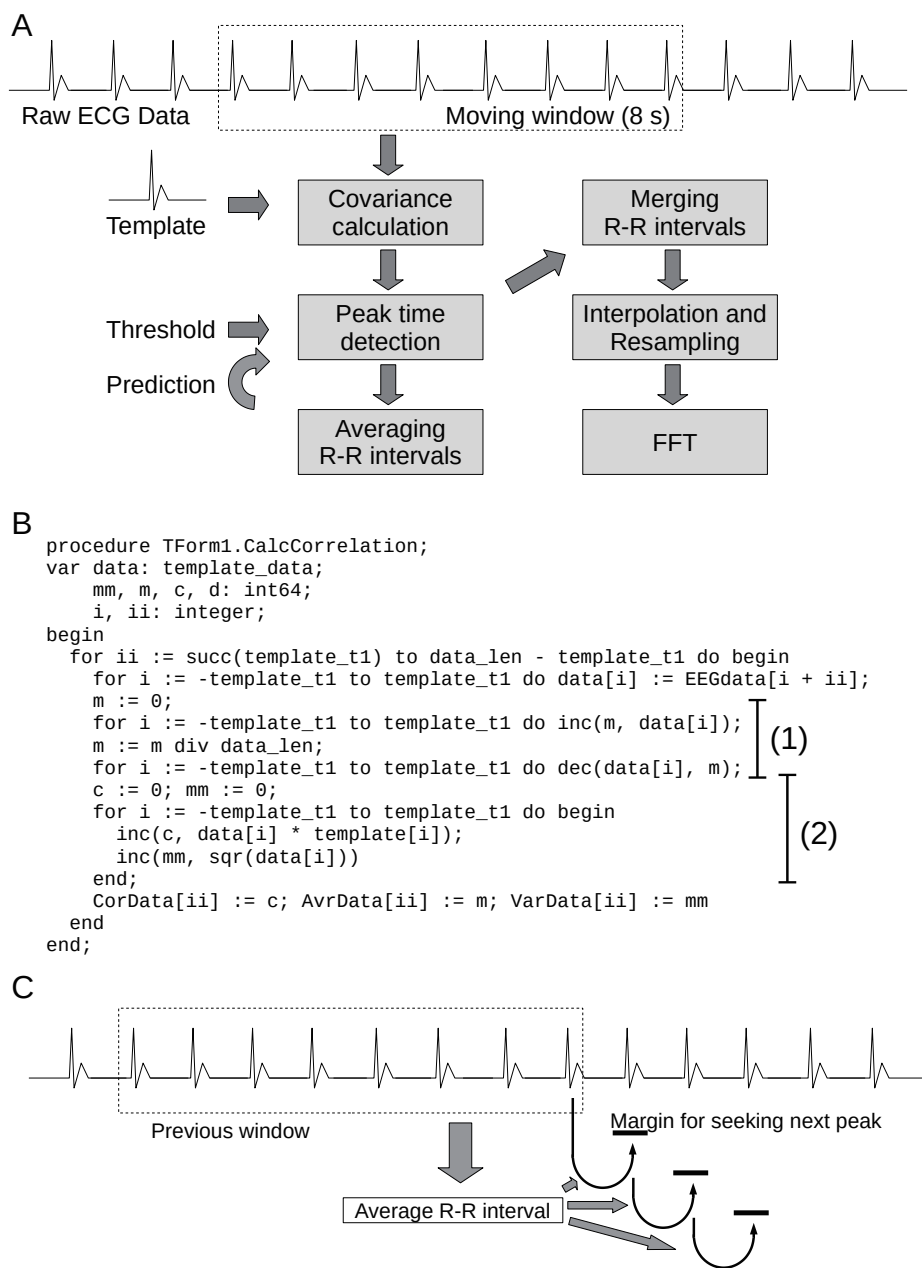 A
Raw ECG Data
Moving window (8 s)
Template
Covariance
calculation
Merging
R-R intervals
Threshold
Prediction
Peak time
detection
Interpolation and
Resampling
Averaging
R-R intervals
FFT
B
procedure TForm1.CalcCorrelation;
var data: template_data;
    mm, m, c, d: int64;
    i, ii: integer;
begin
  for ii := succ(template_t1) to data_len - template_t1 do begin
    for i := -template_t1 to template_t1 do data[i] := EEGdata[i + ii];
    m := 0;
    for i := -template_t1 to template_t1 do inc(m, data[i]);
    m := m div data_len;
    for i := -template_t1 to template_t1 do dec(data[i], m);
    c := 0; mm := 0;
    for i := -template_t1 to template_t1 do begin
      inc(c, data[i] * template[i]);
      inc(mm, sqr(data[i]))
    end;
    CorData[ii] := c; AvrData[ii] := m; VarData[ii] := mm
  end
end;
(1)
(2)
C
Previous window
Margin for seeking next peak
Average R-R interval